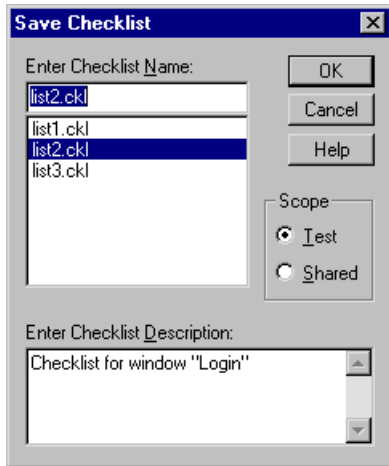 Save Checklist
Enter Checklist Name:
list2.ckl
list1.ckl
list2.ckl
list3.ckl
OK
Cancel
Help
Scope
Test
Shared
Enter Checklist Description:
Checklist for window "Login"